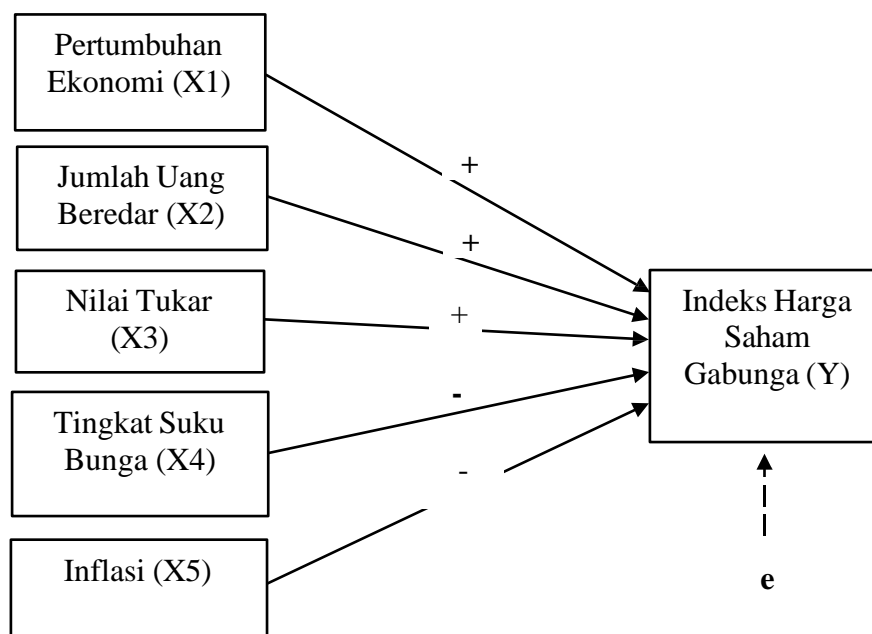 Pertumbuhan
Ekonomi (X1)
+
Jumlah Uang
Beredar (X2)
+
Nilai Tukar
(X3)
+
Indeks Harga
Saham
Gabunga (Y)
-
Tingkat Suku
Bunga (X4)
-
Inflasi (X5)
e